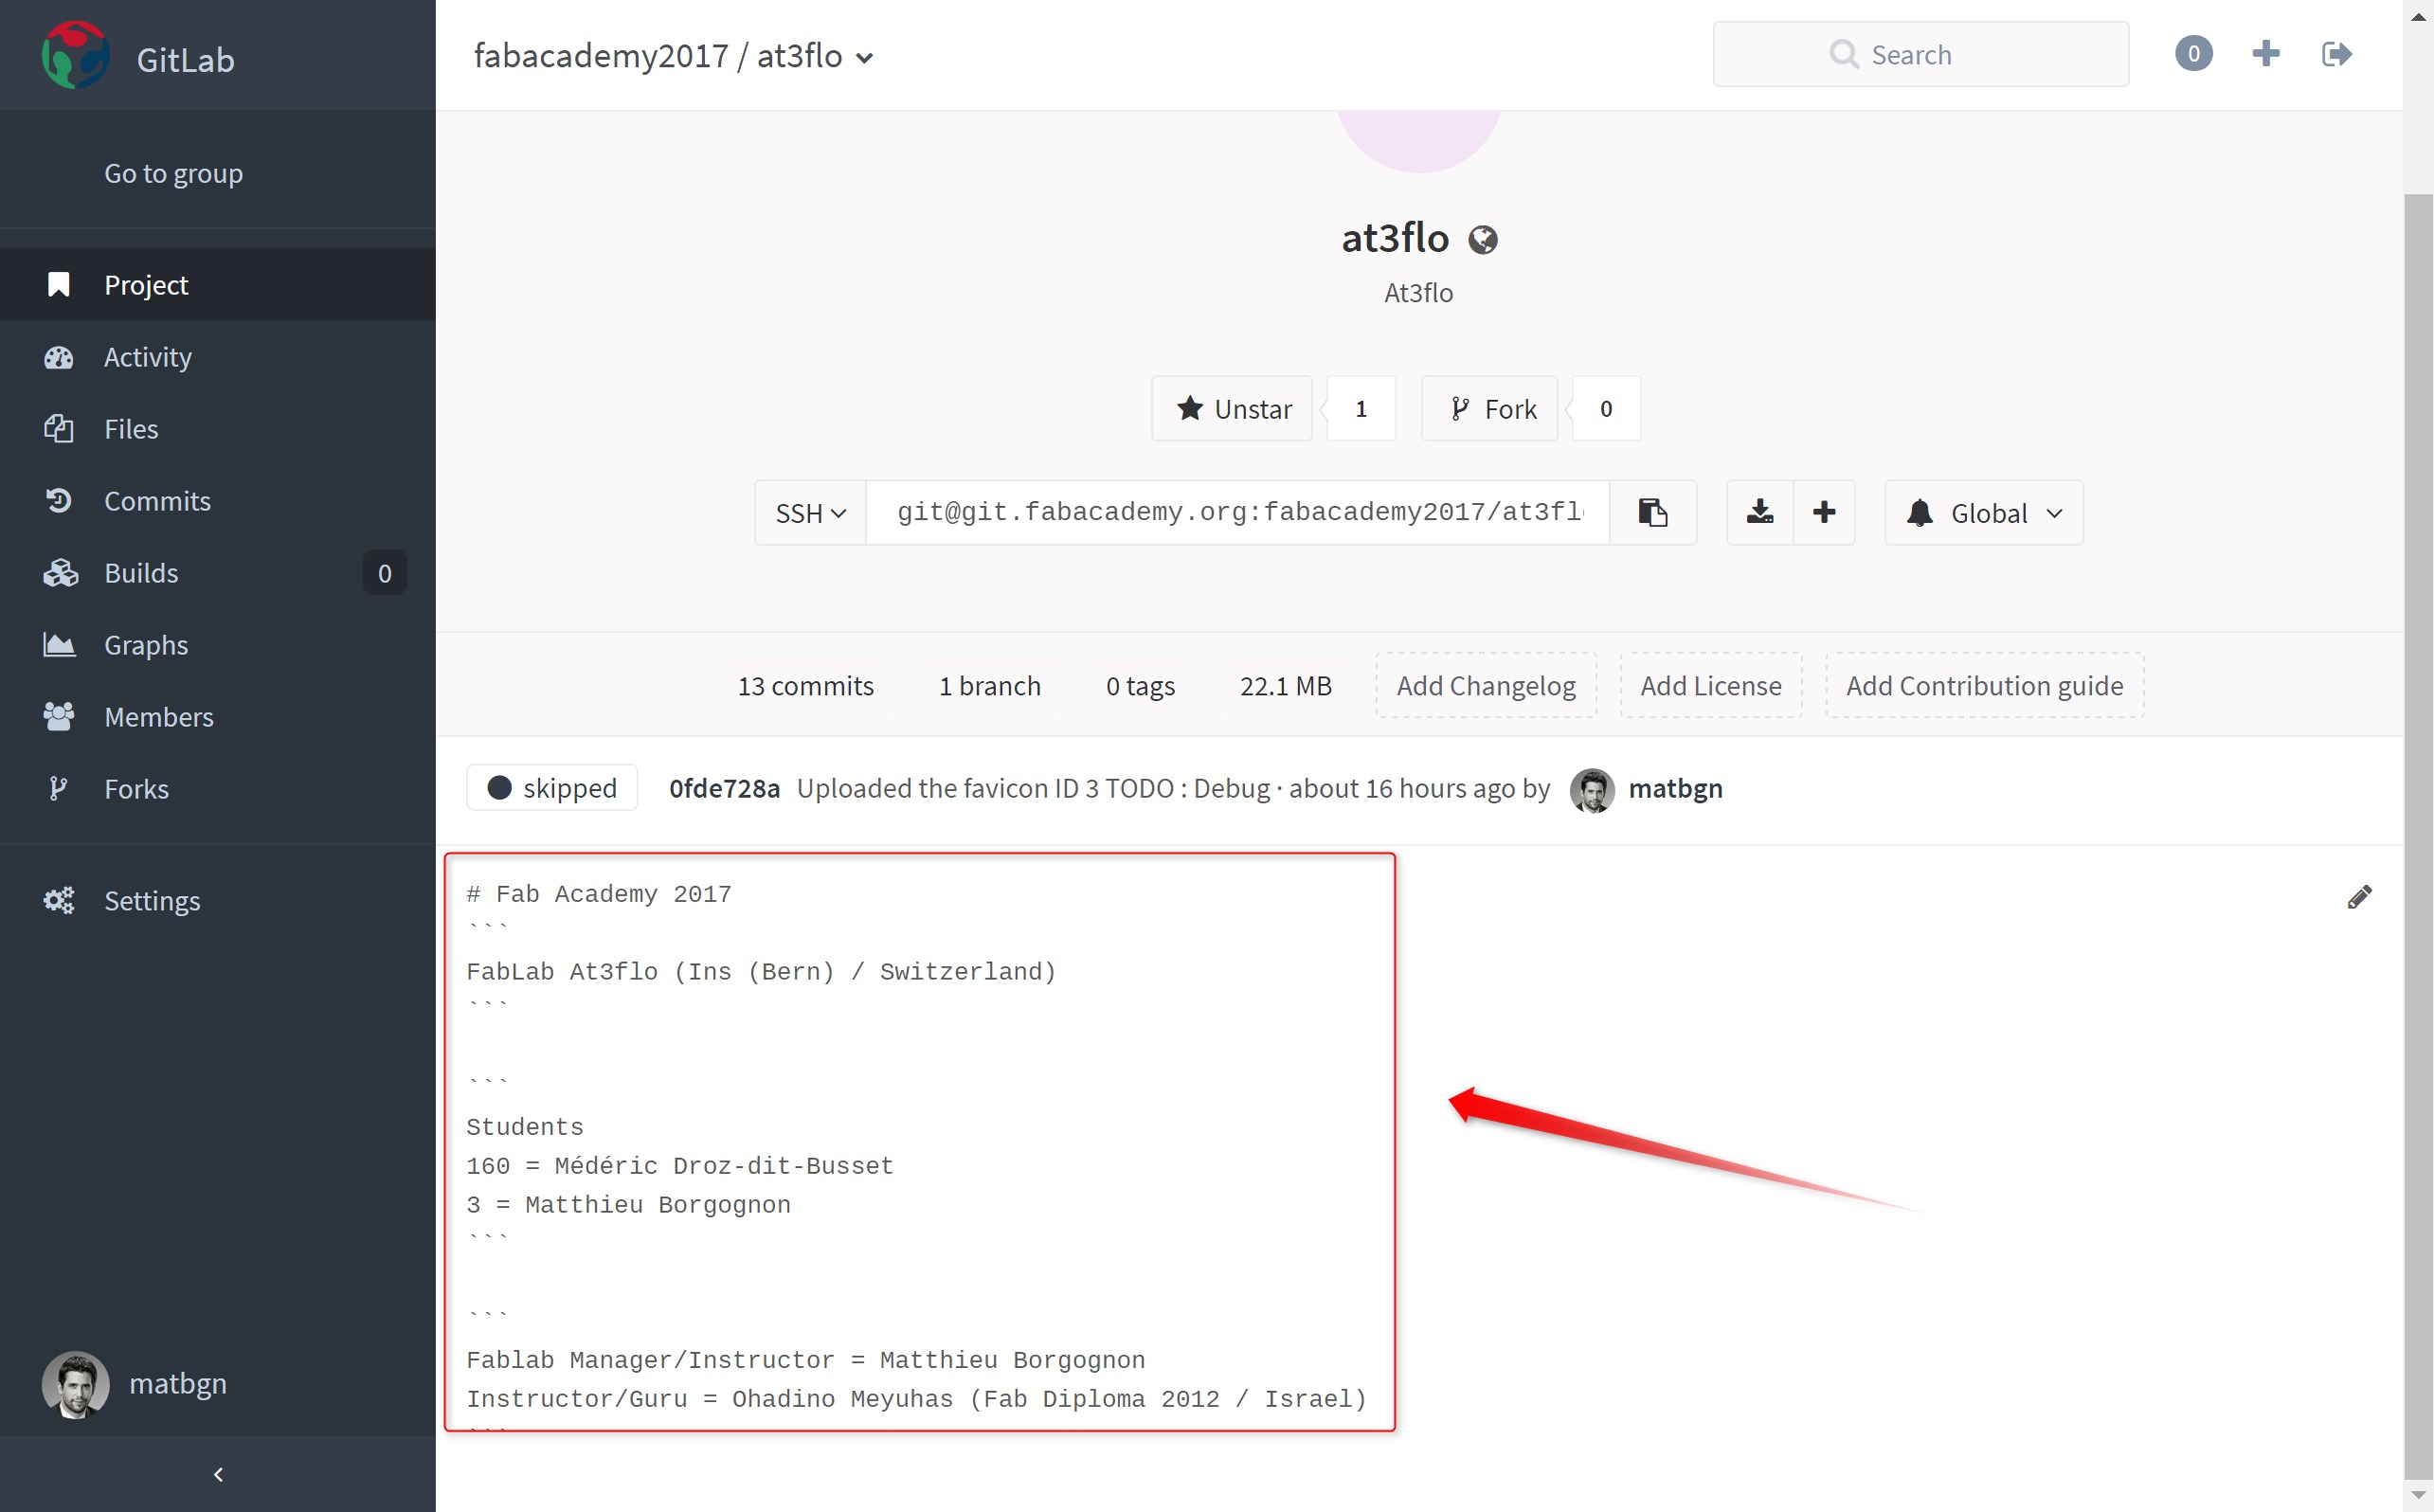 GitLab
fabacademy2017 / at3flo
Search
0
Go to group
Project
Activity
Files
Commits
Builds 0
Graphs
Members
Forks
Settings
matbgn
at3flo
At3flo
Unstar 1 Fork 0
SSH git@git.fabacademy.org:fabacademy2017/at3fl
Global
13 commits 1 branch 0 tags 22.1 MB Add Changelog Add License Add Contribution guide
skipped 0fde728a Uploaded the favicon ID 3 TODO : Debug · about 16 hours ago by matbgn
# Fab Academy 2017
```
FabLab At3flo (Ins (Bern) / Switzerland)
```
```
Students
160 = Médéric Droz-dit-Busset
3 = Matthieu Borgognon
```
```
Fablab Manager/Instructor = Matthieu Borgognon
Instructor/Guru = Ohadino Meyuhas (Fab Diploma 2012 / Israel)
```